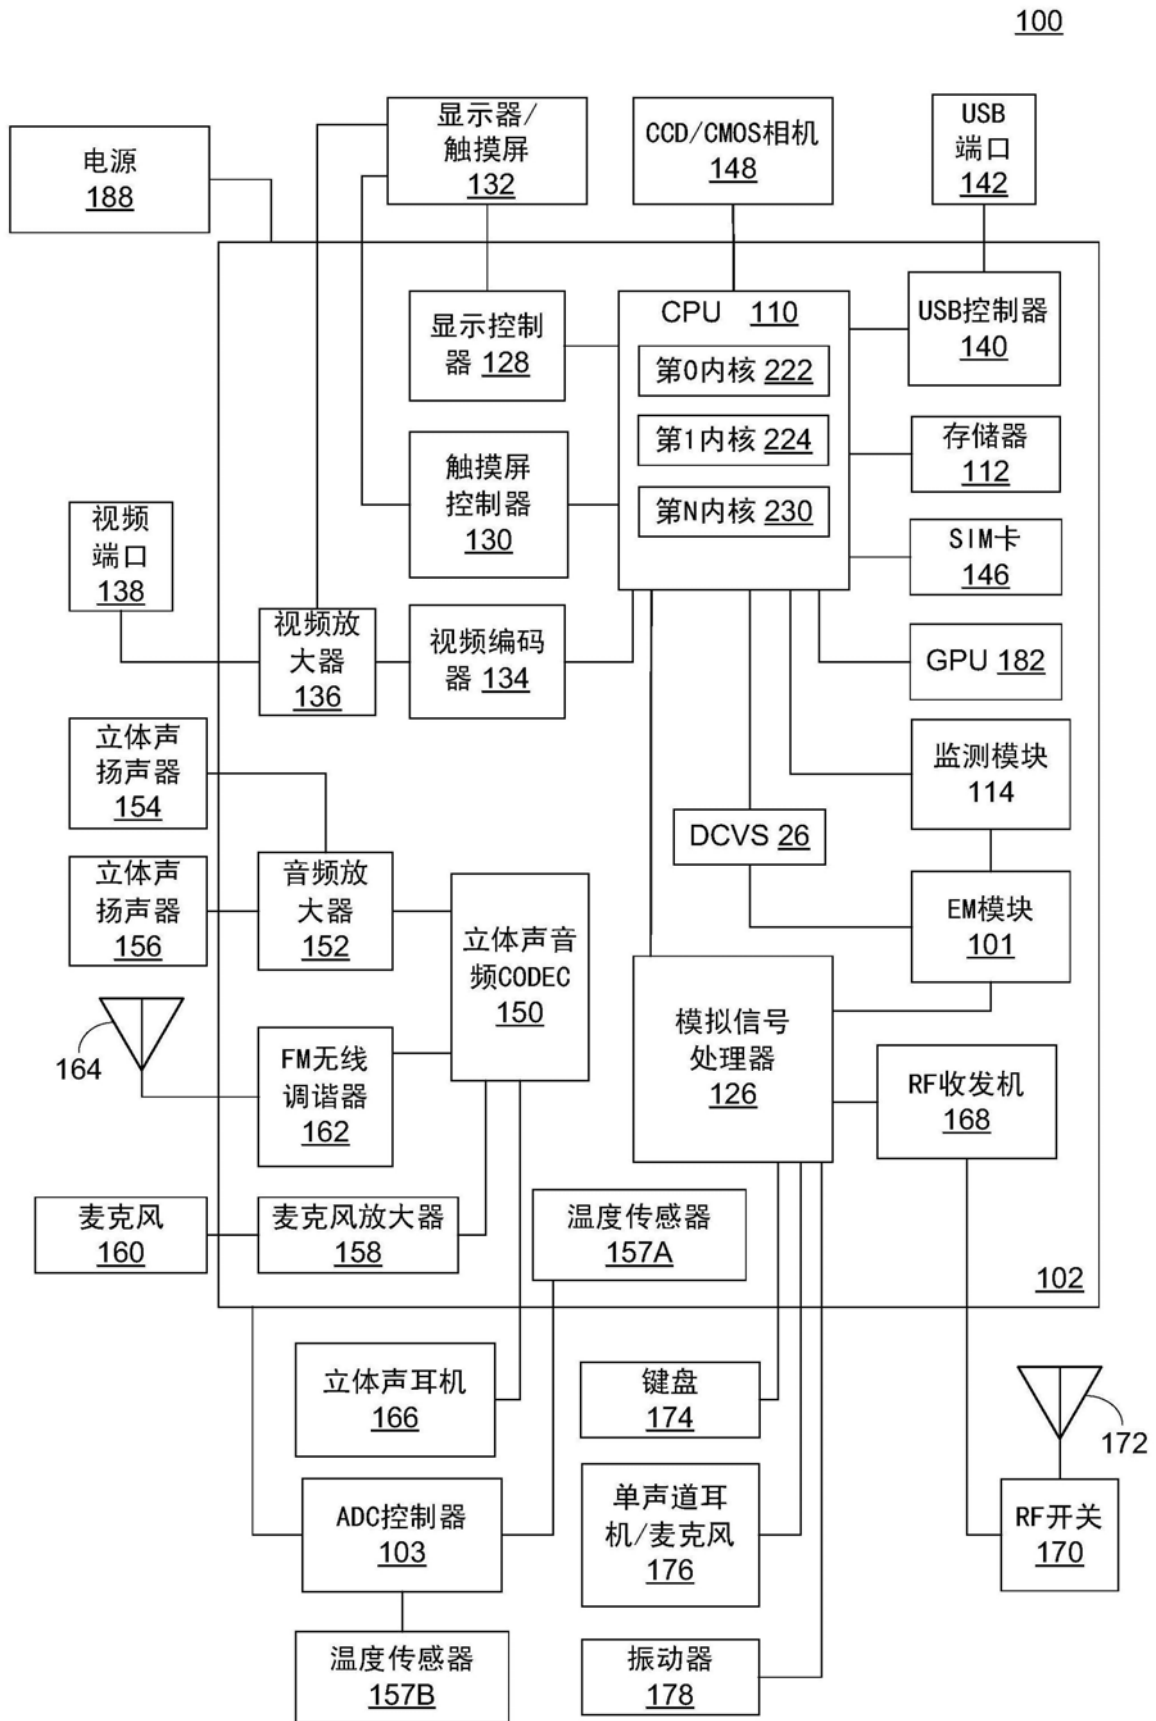 100
电源
188
显示器/
触摸屏
132
CCD/CMOS相机
148
USB
端口
142
显示控制
器 128
CPU 110
第0内核 222
第1内核 224
第N内核 230
USB控制器
140
触摸屏
控制器
130
存储器
112
SIM卡
146
视频
端口
138
视频放
大器
136
视频编码
器 134
GPU 182
立体声
扬声器
154
监测模块
114
DCVS 26
立体声
扬声器
156
音频放
大器
152
立体声音
频CODEC
150
EM模块
101
164
FM无线
调谐器
162
模拟信号
处理器
126
RF收发机
168
麦克风
160
麦克风放大器
158
温度传感器
157A
102
立体声耳机
166
键盘
174
172
ADC控制器
103
单声道耳
机/麦克风
176
RF开关
170
温度传感器
157B
振动器
178